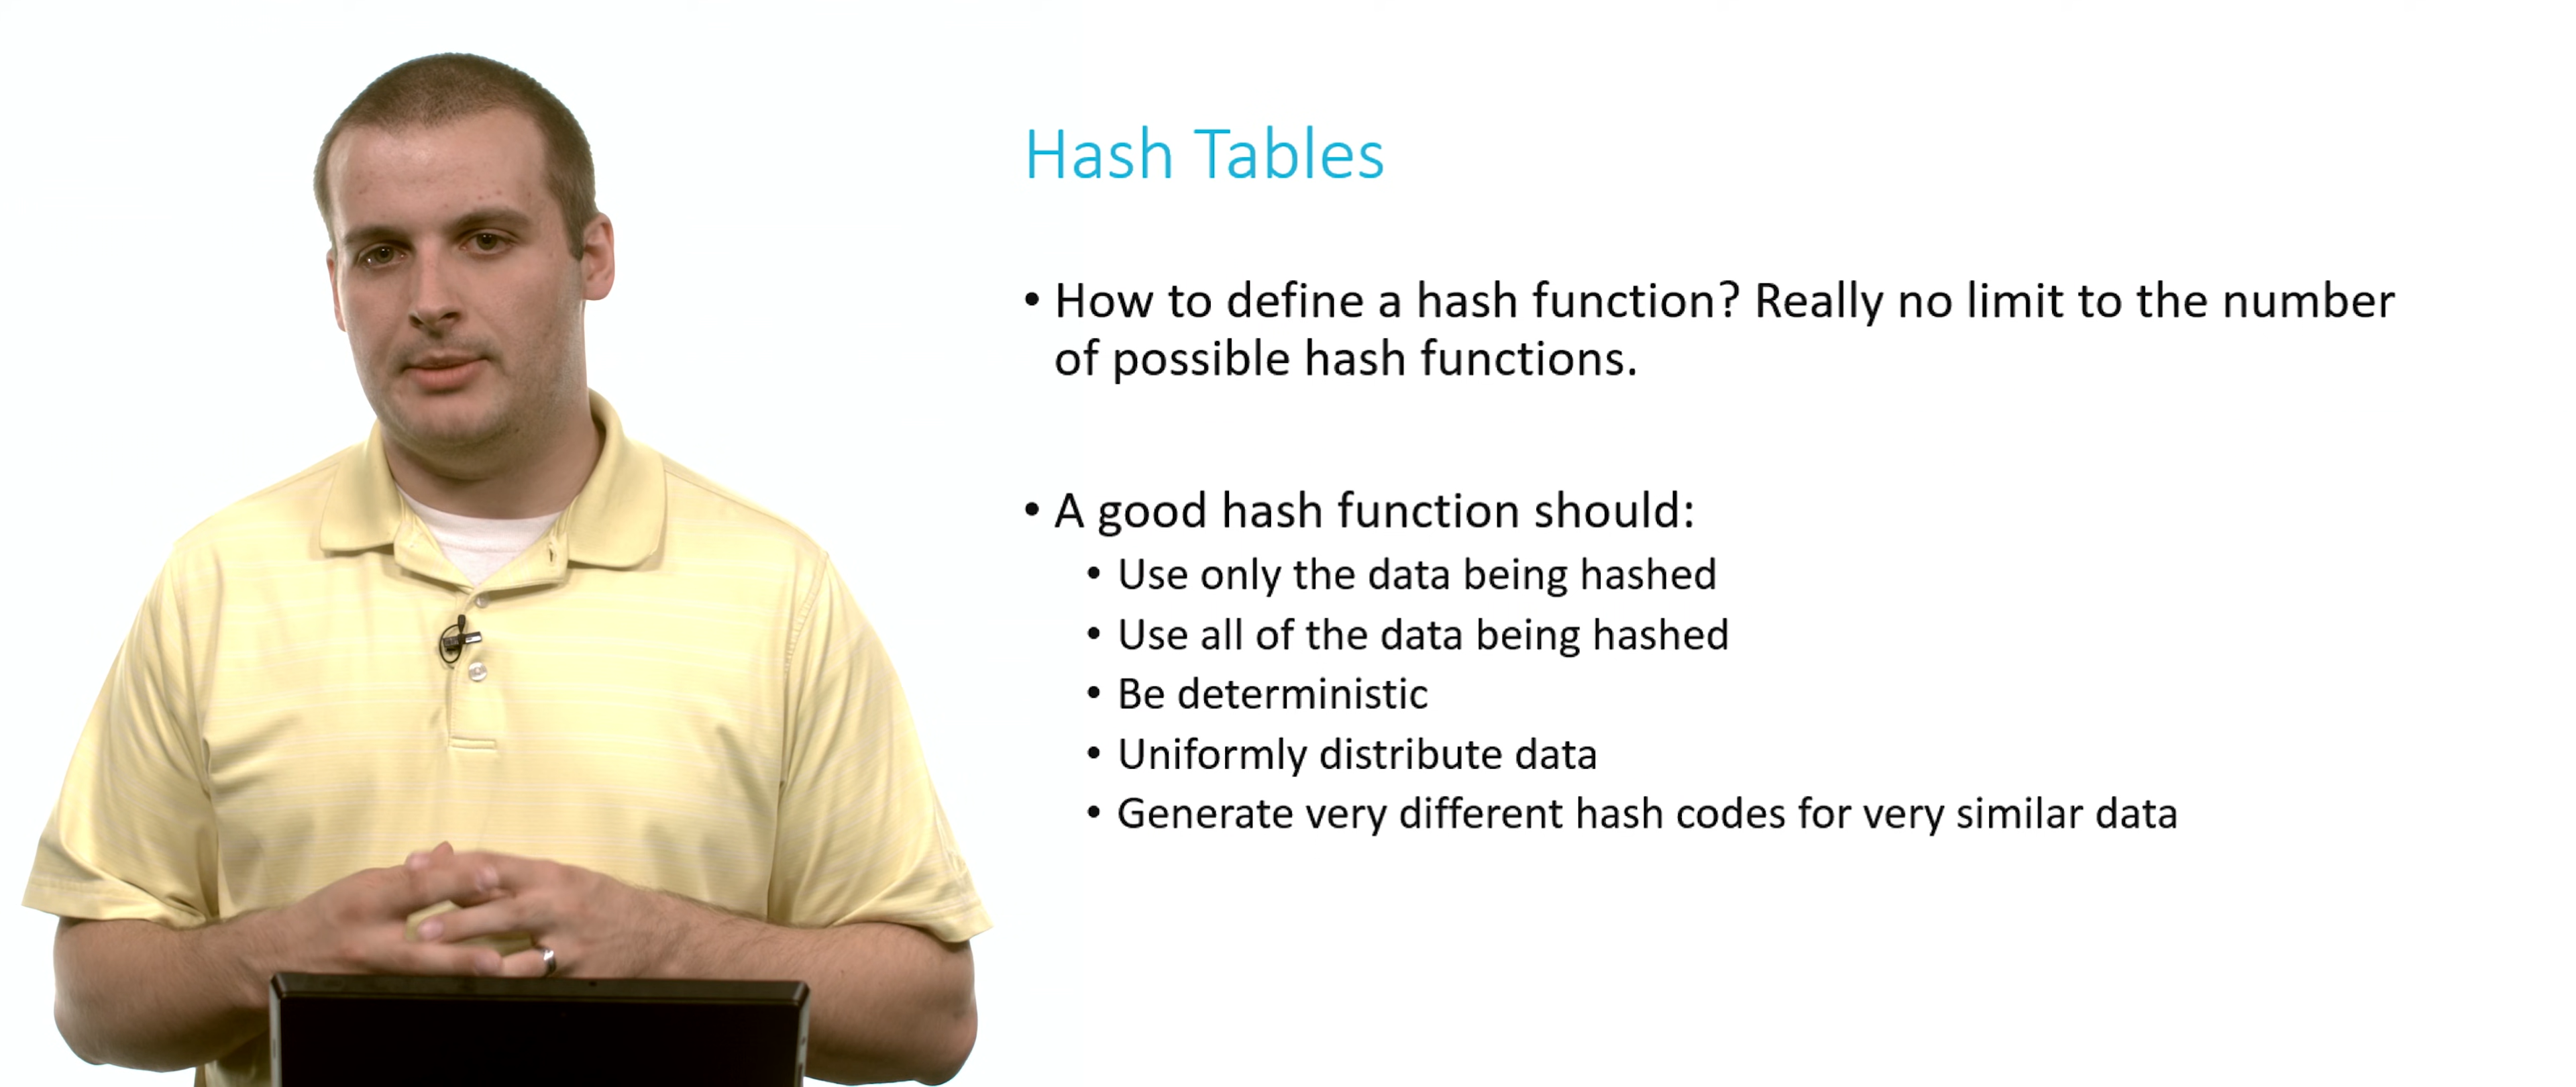 Hash Tables
• How to define a hash function? Really no limit to the number
of possible hash functions.
• A good hash function should:
• Use only the data being hashed
• Use all of the data being hashed
• Be deterministic
• Uniformly distribute data
• Generate very different hash codes for very similar data